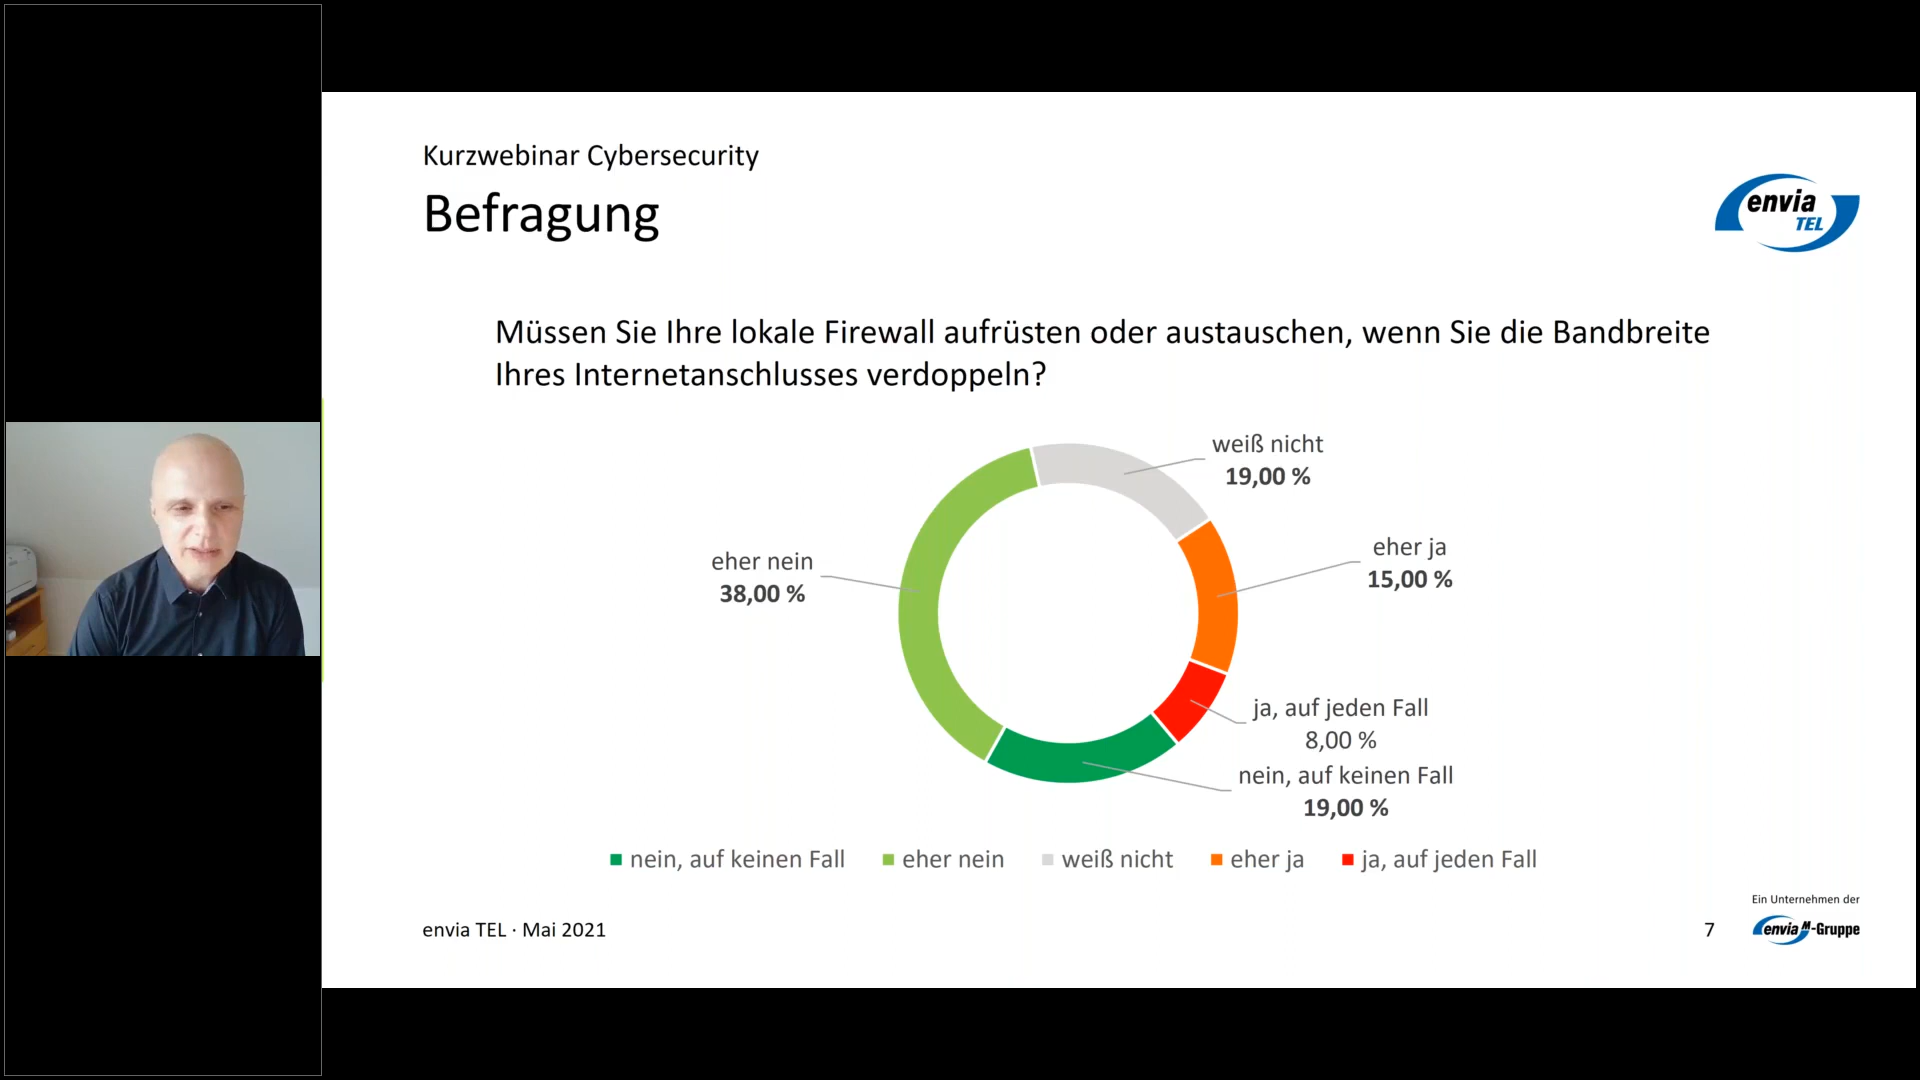 Kurzwebinar Cybersecurity
Befragung
envia
TEL
Müssen Sie Ihre lokale Firewall aufrüsten oder austauschen, wenn Sie die Bandbreite
Ihres Internetanschlusses verdoppeln?
weiß nicht
19,00 %
eher ja
15,00 %
eher nein
38,00 %
ja, auf jeden Fall
8,00 %
nein, auf keinen Fall
19,00 %
nein, auf keinen Fall eher nein weiß nicht eher ja ja, auf jeden Fall
Ein Unternehmen der
envia TEL · Mai 2021
7
enviaM-Gruppe